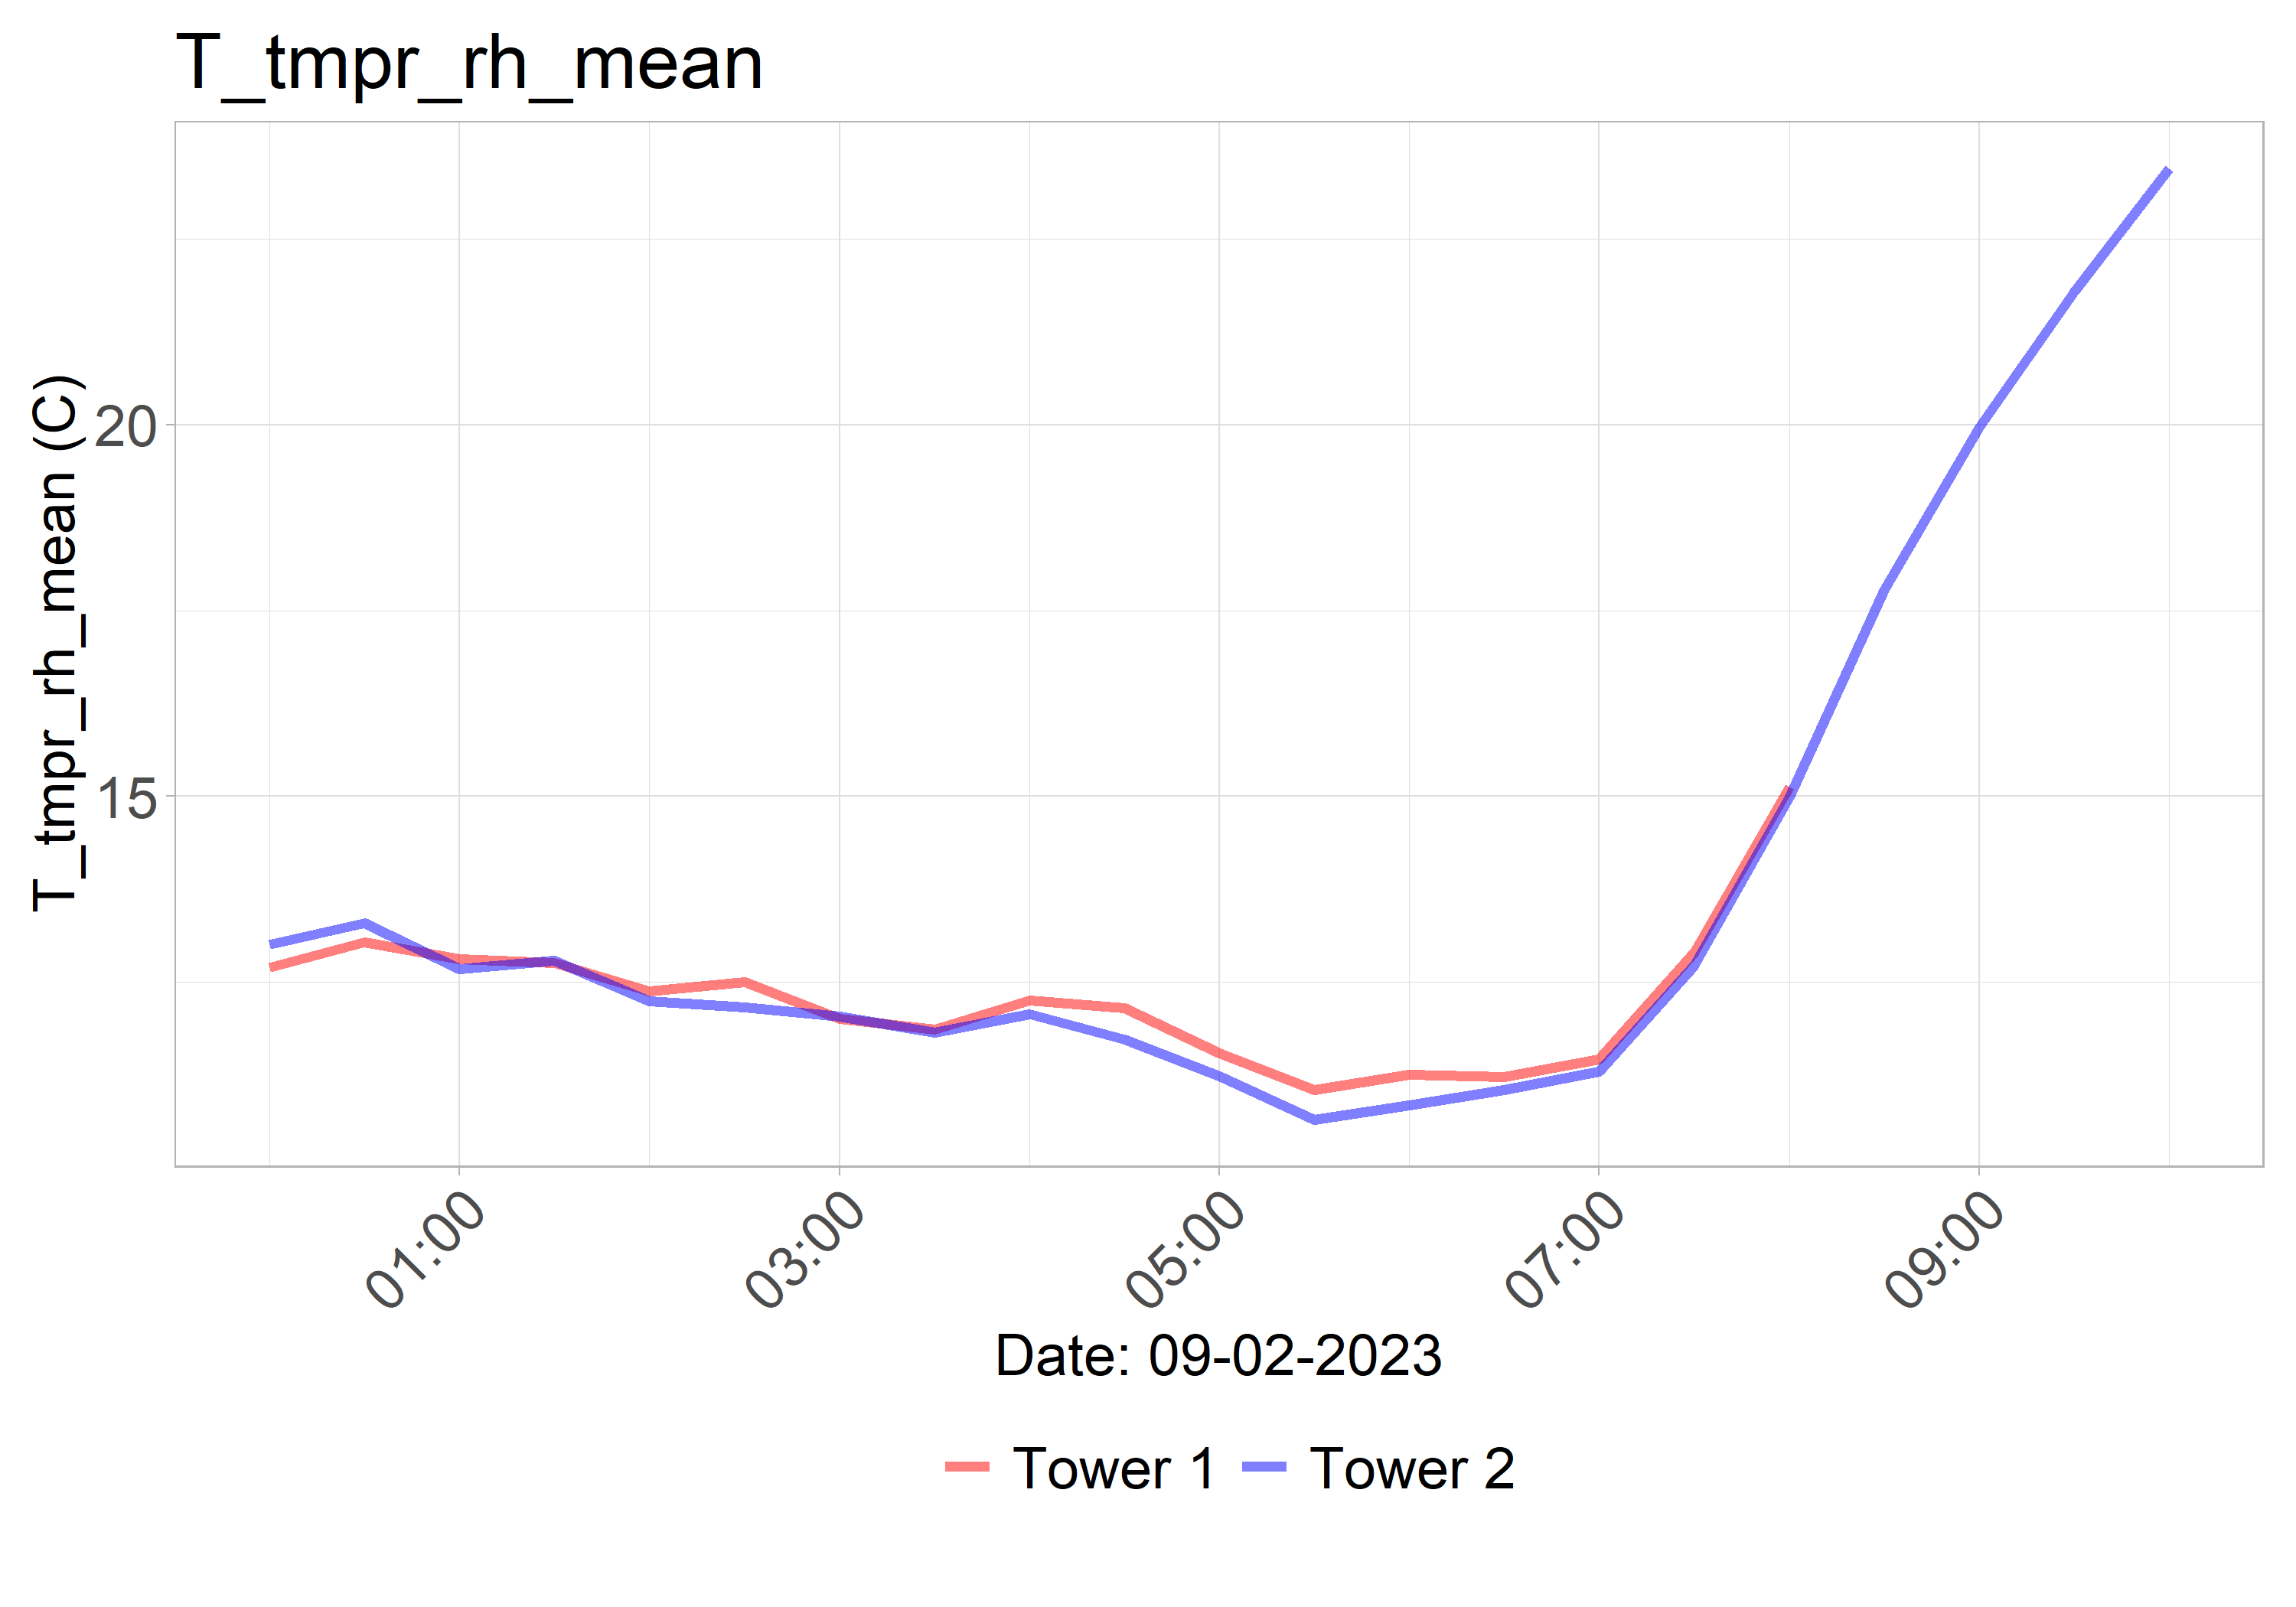 T_tmpr_rh_mean
T_tmpr_rh_mean (C)
20
15
01:00
03:00
05:00
07:00
09:00
Date: 09-02-2023
Tower 1
Tower 2